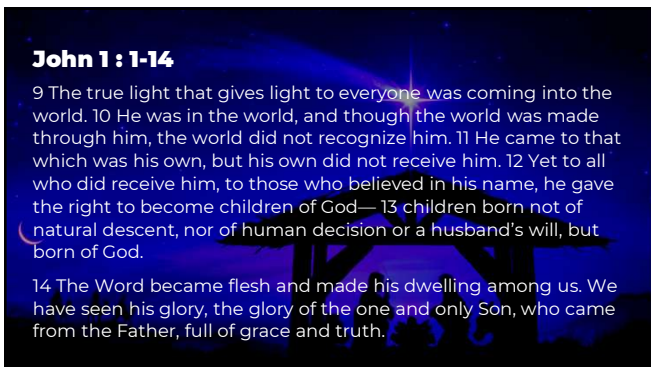 John 1 : 1-14
9 The true light that gives light to everyone was coming into the
world. 10 He was in the world, and though the world was made
through him, the world did not recognize him. 11 He came to that
which was his own, but his own did not receive him. 12 Yet to all
who did receive him, to those who believed in his name, he gave
the right to become children of God— 13 children born not of
natural descent, nor of human decision or a husband’s will, but
born of God.
14 The Word became flesh and made his dwelling among us. We
have seen his glory, the glory of the one and only Son, who came
from the Father, full of grace and truth.